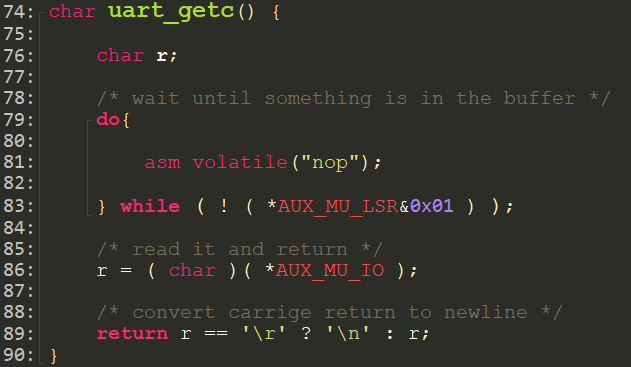 74: char uart_getc() {
75:
76:     char r;
77:
78:     /* wait until something is in the buffer */
79:     do{
80:
81:         asm volatile("nop");
82:
83:     } while ( ! ( *AUX_MU_LSR&0x01 ) );
84:
85:     /* read it and return */
86:     r = ( char )( *AUX_MU_IO );
87:
88:     /* convert carrige return to newline */
89:     return r == '\r' ? '\n' : r;
90: }